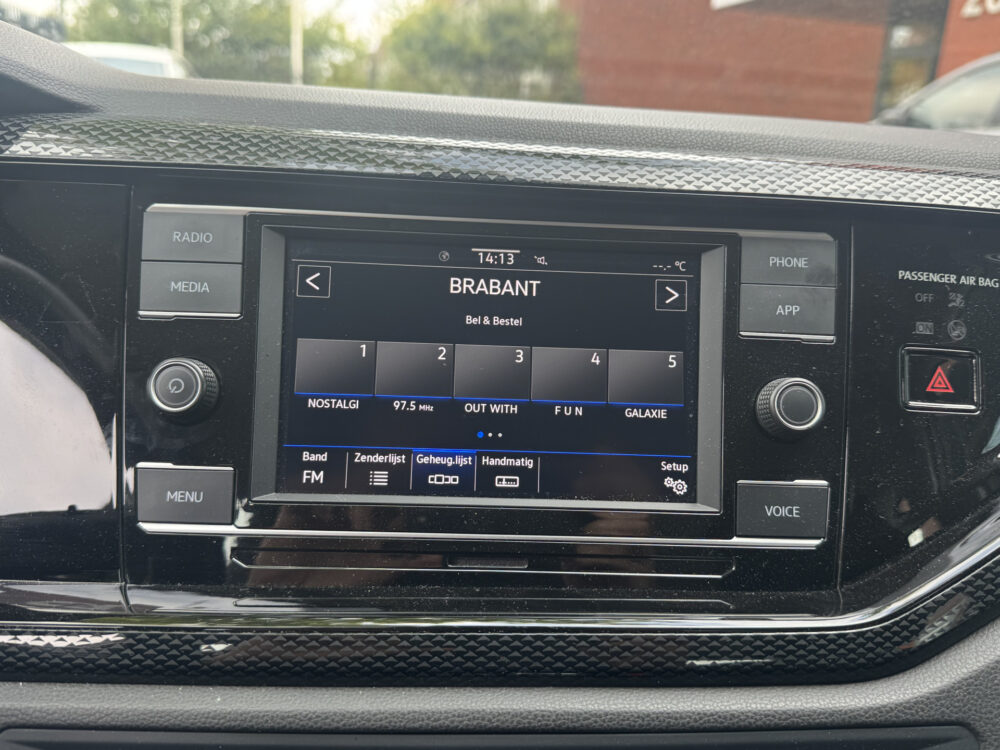 RADIO
MEDIA
MENU
14:13
--.- °C
<
BRABANT
>
Bel & Bestel
1
2
3
4
5
NOSTALGI
97.5 MHz
OUT WITH
F U N
GALAXIE
Band
FM
Zenderlijst
Geheug.lijst
Handmatig
Setup
PHONE
APP
VOICE
PASSENGER AIR BAG
OFF
ON